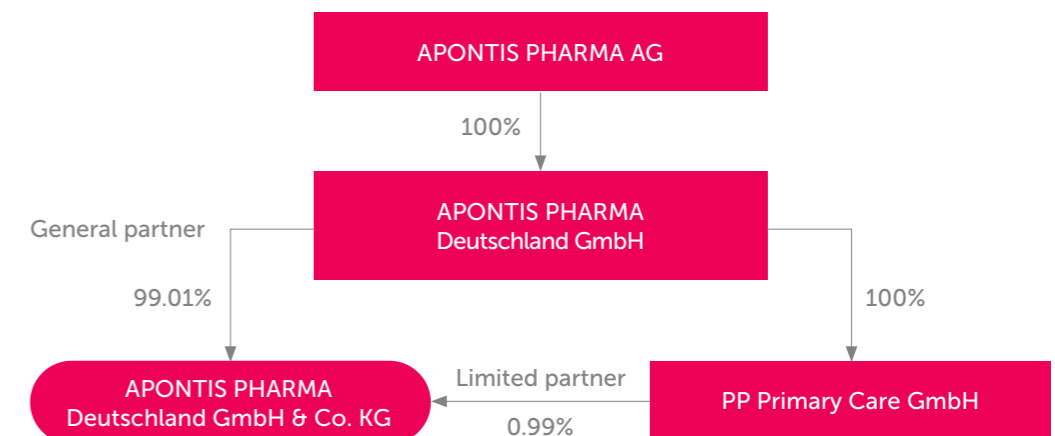 APONTIS PHARMA AG
100%
APONTIS PHARMA
Deutschland GmbH
General partner
99.01%
100%
APONTIS PHARMA
Deutschland GmbH & Co. KG
Limited partner
0.99%
PP Primary Care GmbH